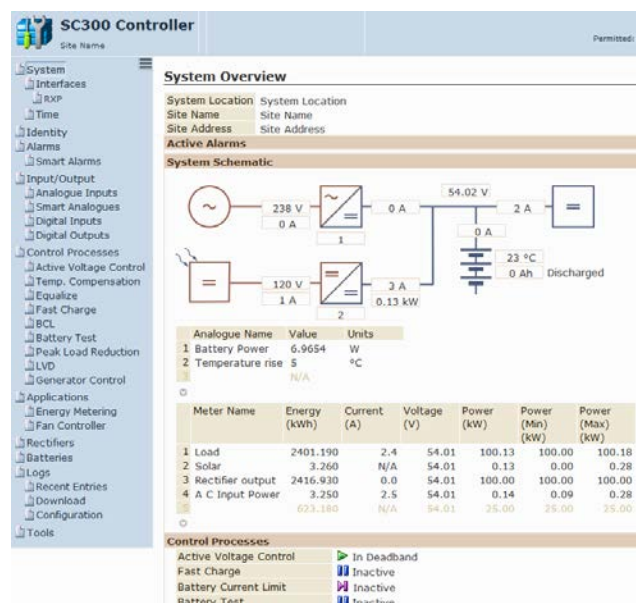 SC300 Controller
Site Name
Permitted:
System
Interfaces
RXP
Time
Identity
Alarms
Smart Alarms
Input/Output
Analogue Inputs
Smart Analogues
Digital Inputs
Digital Outputs
Control Processes
Active Voltage Control
Temp. Compensation
Equalize
Fast Charge
BCL
Battery Test
Peak Load Reduction
LVD
Generator Control
Applications
Energy Metering
Fan Controller
Rectifiers
Batteries
Logs
Recent Entries
Download
Configuration
Tools
System Overview
System Location System Location
Site Name Site Name
Site Address Site Address
Active Alarms
System Schematic
54.02 V
238 V 0 A 2 A
0 A 0 A
1
23 °C
0 Ah Discharged
120 V 3 A
1 A 0.13 kW
2
Analogue Name Value Units
1 Battery Power 6.9654 W
2 Temperature rise 5 °C
3 N/A
Meter Name Energy (kWh) Current (A) Voltage (V) Power (kW) Power (Min) (kW) Power (Max) (kW)
1 Load 2401.190 2.4 54.01 100.13 100.00 100.18
2 Solar 3.260 N/A 54.01 0.13 0.00 0.28
3 Rectifier output 2416.930 0.0 54.01 100.00 100.00 100.00
4 A C Input Power 3.250 2.5 54.01 0.14 0.09 0.28
5 623.180 N/A 54.01 25.00 25.00 25.00
Control Processes
Active Voltage Control In Deadband
Fast Charge Inactive
Battery Current Limit Inactive
Battery Test Inactive